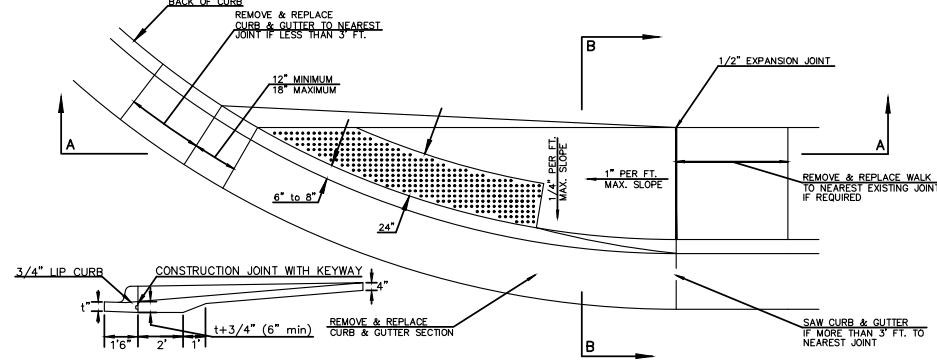 BACK OF CURB
REMOVE & REPLACE
CURB & GUTTER TO NEAREST
JOINT IF LESS THAN 3' FT.
12" MINIMUM
18" MAXIMUM
B
1/2" EXPANSION JOINT
A
A
1/4" PER FT.
MAX. SLOPE
1" PER FT.
MAX. SLOPE
REMOVE & REPLACE WALK
TO NEAREST EXISTING JOINT
IF REQUIRED
6" to 8"
24"
3/4" LIP CURB
CONSTRUCTION JOINT WITH KEYWAY
4"
t"
t+3/4" (6" min)
1'6"
2'
1'
REMOVE & REPLACE
CURB & GUTTER SECTION
SAW CURB & GUTTER
IF MORE THAN 3' FT. TO
NEAREST JOINT
B